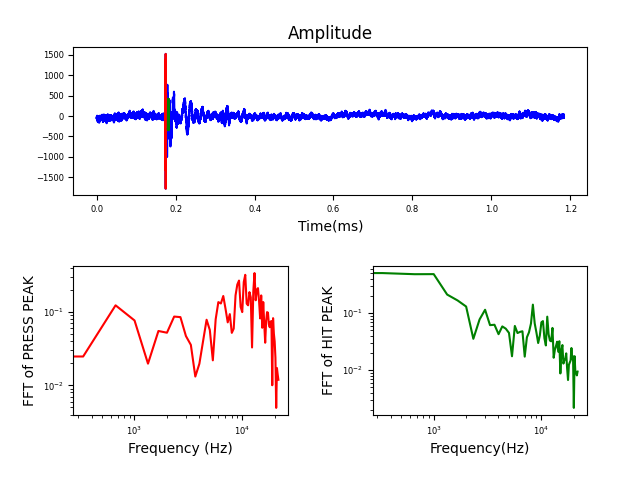 Amplitude
1500
1000
500
0
−500
−1000
−1500
0.0 0.2 0.4 0.6 0.8 1.0 1.2
Time(ms)
FFT of PRESS PEAK
10⁻¹
10⁻²
10³ 10⁴
Frequency (Hz)
FFT of HIT PEAK
10⁻¹
10⁻²
10³ 10⁴
Frequency(Hz)